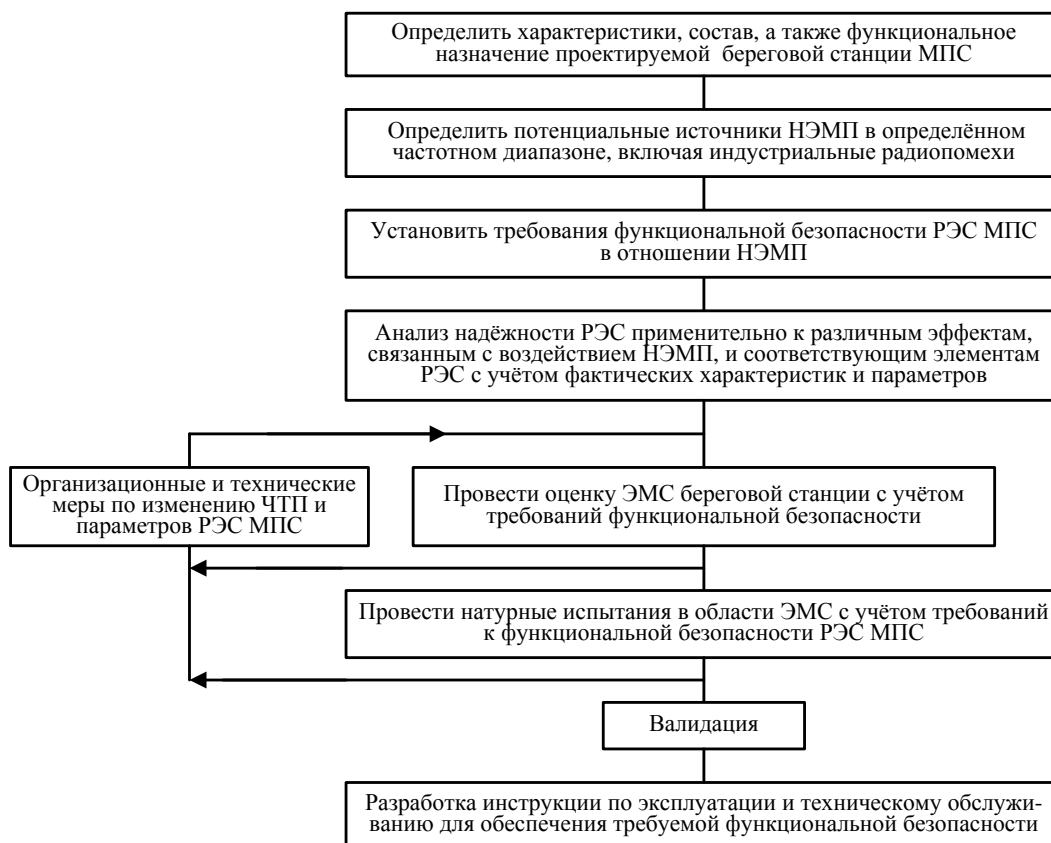 Определить характеристики, состав, а также функциональное
назначение проектируемой береговой станции МПС
Определить потенциальные источники НЭМП в определённом
частотном диапазоне, включая индустриальные радиопомехи
Установить требования функциональной безопасности РЭС МПС
в отношении НЭМП
Анализ надёжности РЭС применительно к различным эффектам,
связанным с воздействием НЭМП, и соответствующим элементам
РЭС с учётом фактических характеристик и параметров
Организационные и технические
меры по изменению ЧТП и
параметров РЭС МПС
Провести оценку ЭМС береговой станции с учётом
требований функциональной безопасности
Провести натурные испытания в области ЭМС с учётом требований
к функциональной безопасности РЭС МПС
Валидация
Разработка инструкции по эксплуатации и техническому обслужи-
ванию для обеспечения требуемой функциональной безопасности